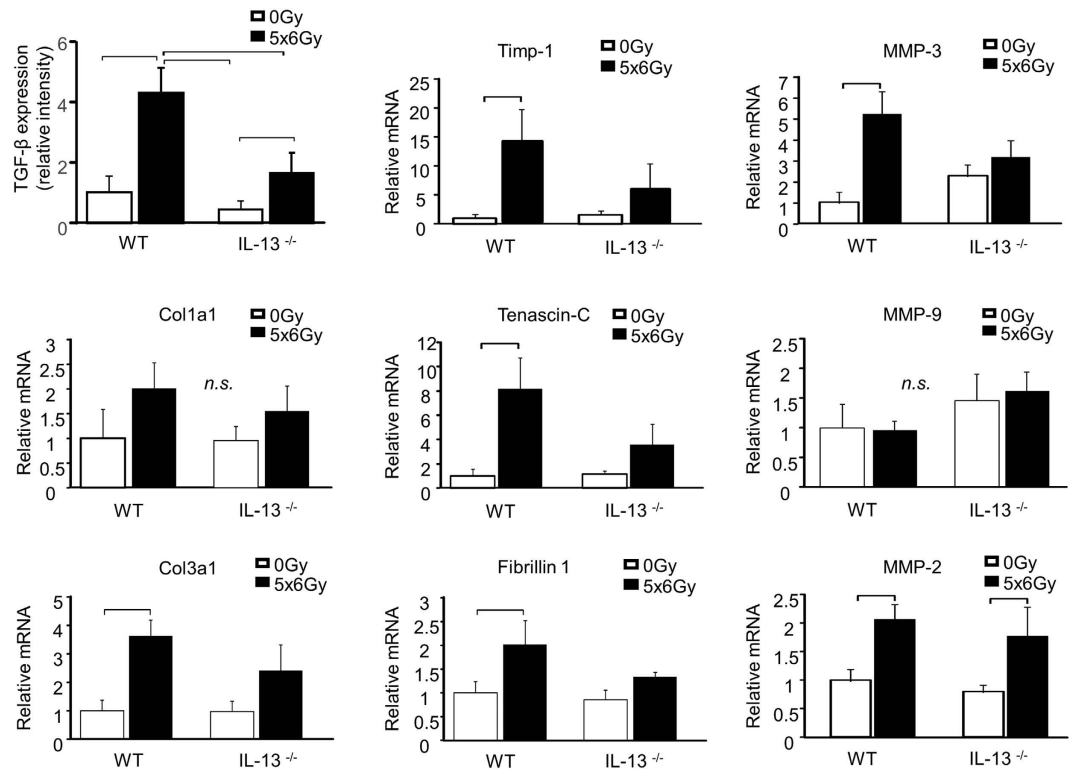 0Gy
5x6Gy
TGF-β expression
(relative intensity)
6
4
2
0
WT
IL-13 -/-
Timp-1
0Gy
5x6Gy
Relative mRNA
25
20
15
10
5
0
WT
IL-13 -/-
MMP-3
0Gy
5x6Gy
Relative mRNA
7
6
5
4
3
2
1
0
WT
IL-13 -/-
Col1a1
0Gy
5x6Gy
Relative mRNA
3
2.5
2
1.5
1
0.5
0
n.s.
WT
IL-13 -/-
Tenascin-C
0Gy
5x6Gy
Relative mRNA
12
10
8
6
4
2
0
WT
IL-13 -/-
MMP-9
0Gy
5x6Gy
Relative mRNA
2.5
2
1.5
1
0.5
0
n.s.
WT
IL-13 -/-
Col3a1
0Gy
5x6Gy
Relative mRNA
5
4
3
2
1
0
WT
IL-13 -/-
Fibrillin 1
0Gy
5x6Gy
Relative mRNA
3
2.5
2
1.5
1
0.5
0
WT
IL-13 -/-
MMP-2
0Gy
5x6Gy
Relative mRNA
2.5
2
1.5
1
0.5
0
WT
IL-13 -/-